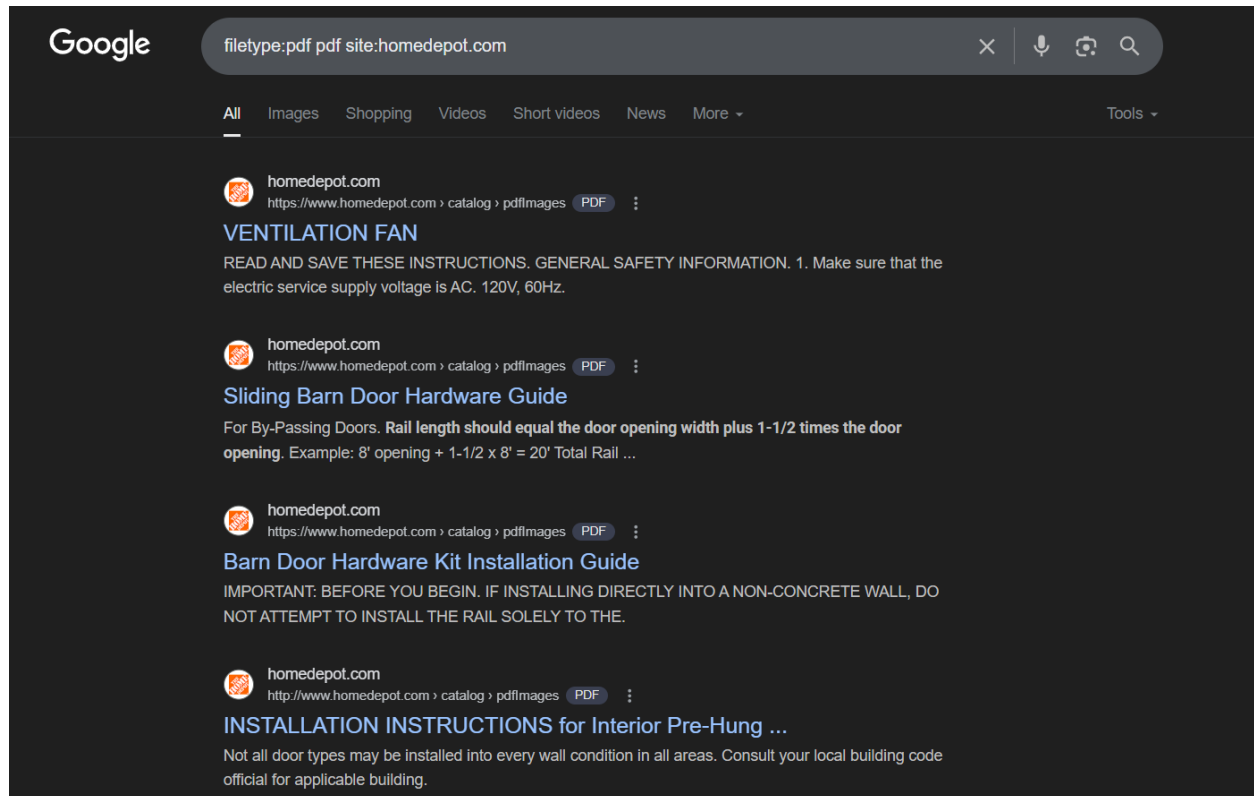 Google
filetype:pdf pdf site:homedepot.com
All Images Shopping Videos Short videos News More Tools
homedepot.com
https://www.homedepot.com › catalog › pdfImages PDF
VENTILATION FAN
READ AND SAVE THESE INSTRUCTIONS. GENERAL SAFETY INFORMATION. 1. Make sure that the
electric service supply voltage is AC. 120V, 60Hz.
homedepot.com
https://www.homedepot.com › catalog › pdfImages PDF
Sliding Barn Door Hardware Guide
For By-Passing Doors. Rail length should equal the door opening width plus 1-1/2 times the door
opening. Example: 8' opening + 1-1/2 x 8' = 20' Total Rail ...
homedepot.com
https://www.homedepot.com › catalog › pdfImages PDF
Barn Door Hardware Kit Installation Guide
IMPORTANT: BEFORE YOU BEGIN. IF INSTALLING DIRECTLY INTO A NON-CONCRETE WALL, DO
NOT ATTEMPT TO INSTALL THE RAIL SOLELY TO THE.
homedepot.com
http://www.homedepot.com › catalog › pdfImages PDF
INSTALLATION INSTRUCTIONS for Interior Pre-Hung ...
Not all door types may be installed into every wall condition in all areas. Consult your local building code
official for applicable building.